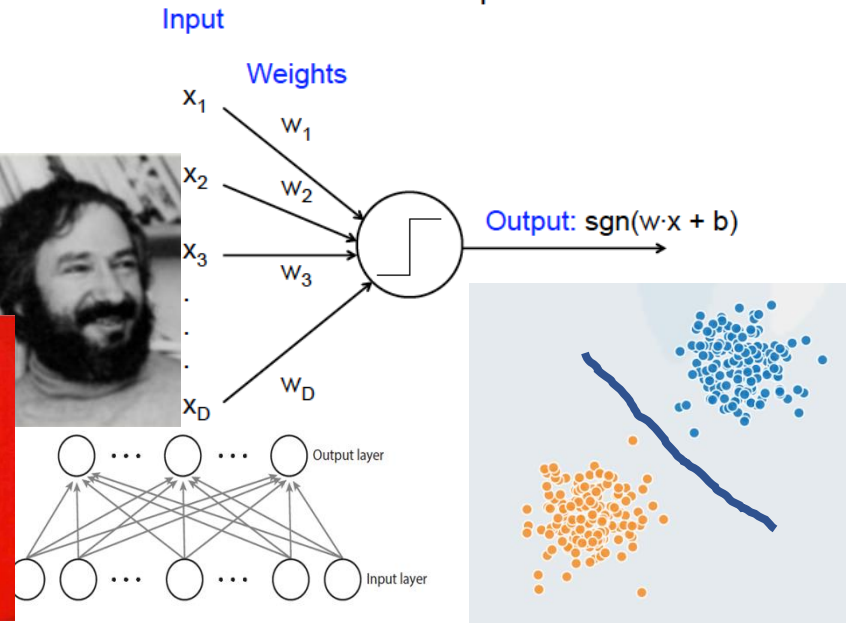 Input
Weights
x1
w1
x2
w2
Output: sgn(w·x + b)
x3
w3
.
.
.
wD
xD
Output layer
Input layer